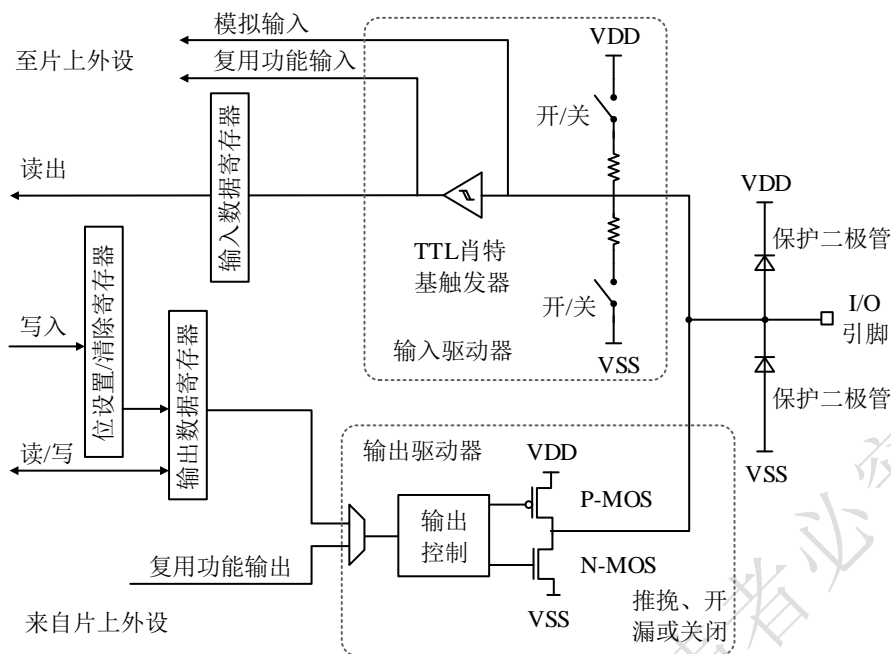 模拟输入
至片上外设
复用功能输入
VDD
开/关
读出
输入数据寄存器
TTL肖特
基触发器
开/关
输入驱动器
VSS
VDD
保护二极管
I/O
引脚
保护二极管
VSS
写入
位设置/清除寄存器
输出数据寄存器
读/写
输出驱动器
VDD
P-MOS
输出
控制
N-MOS
VSS
推挽、开
漏或关闭
复用功能输出
来自片上外设
者必究